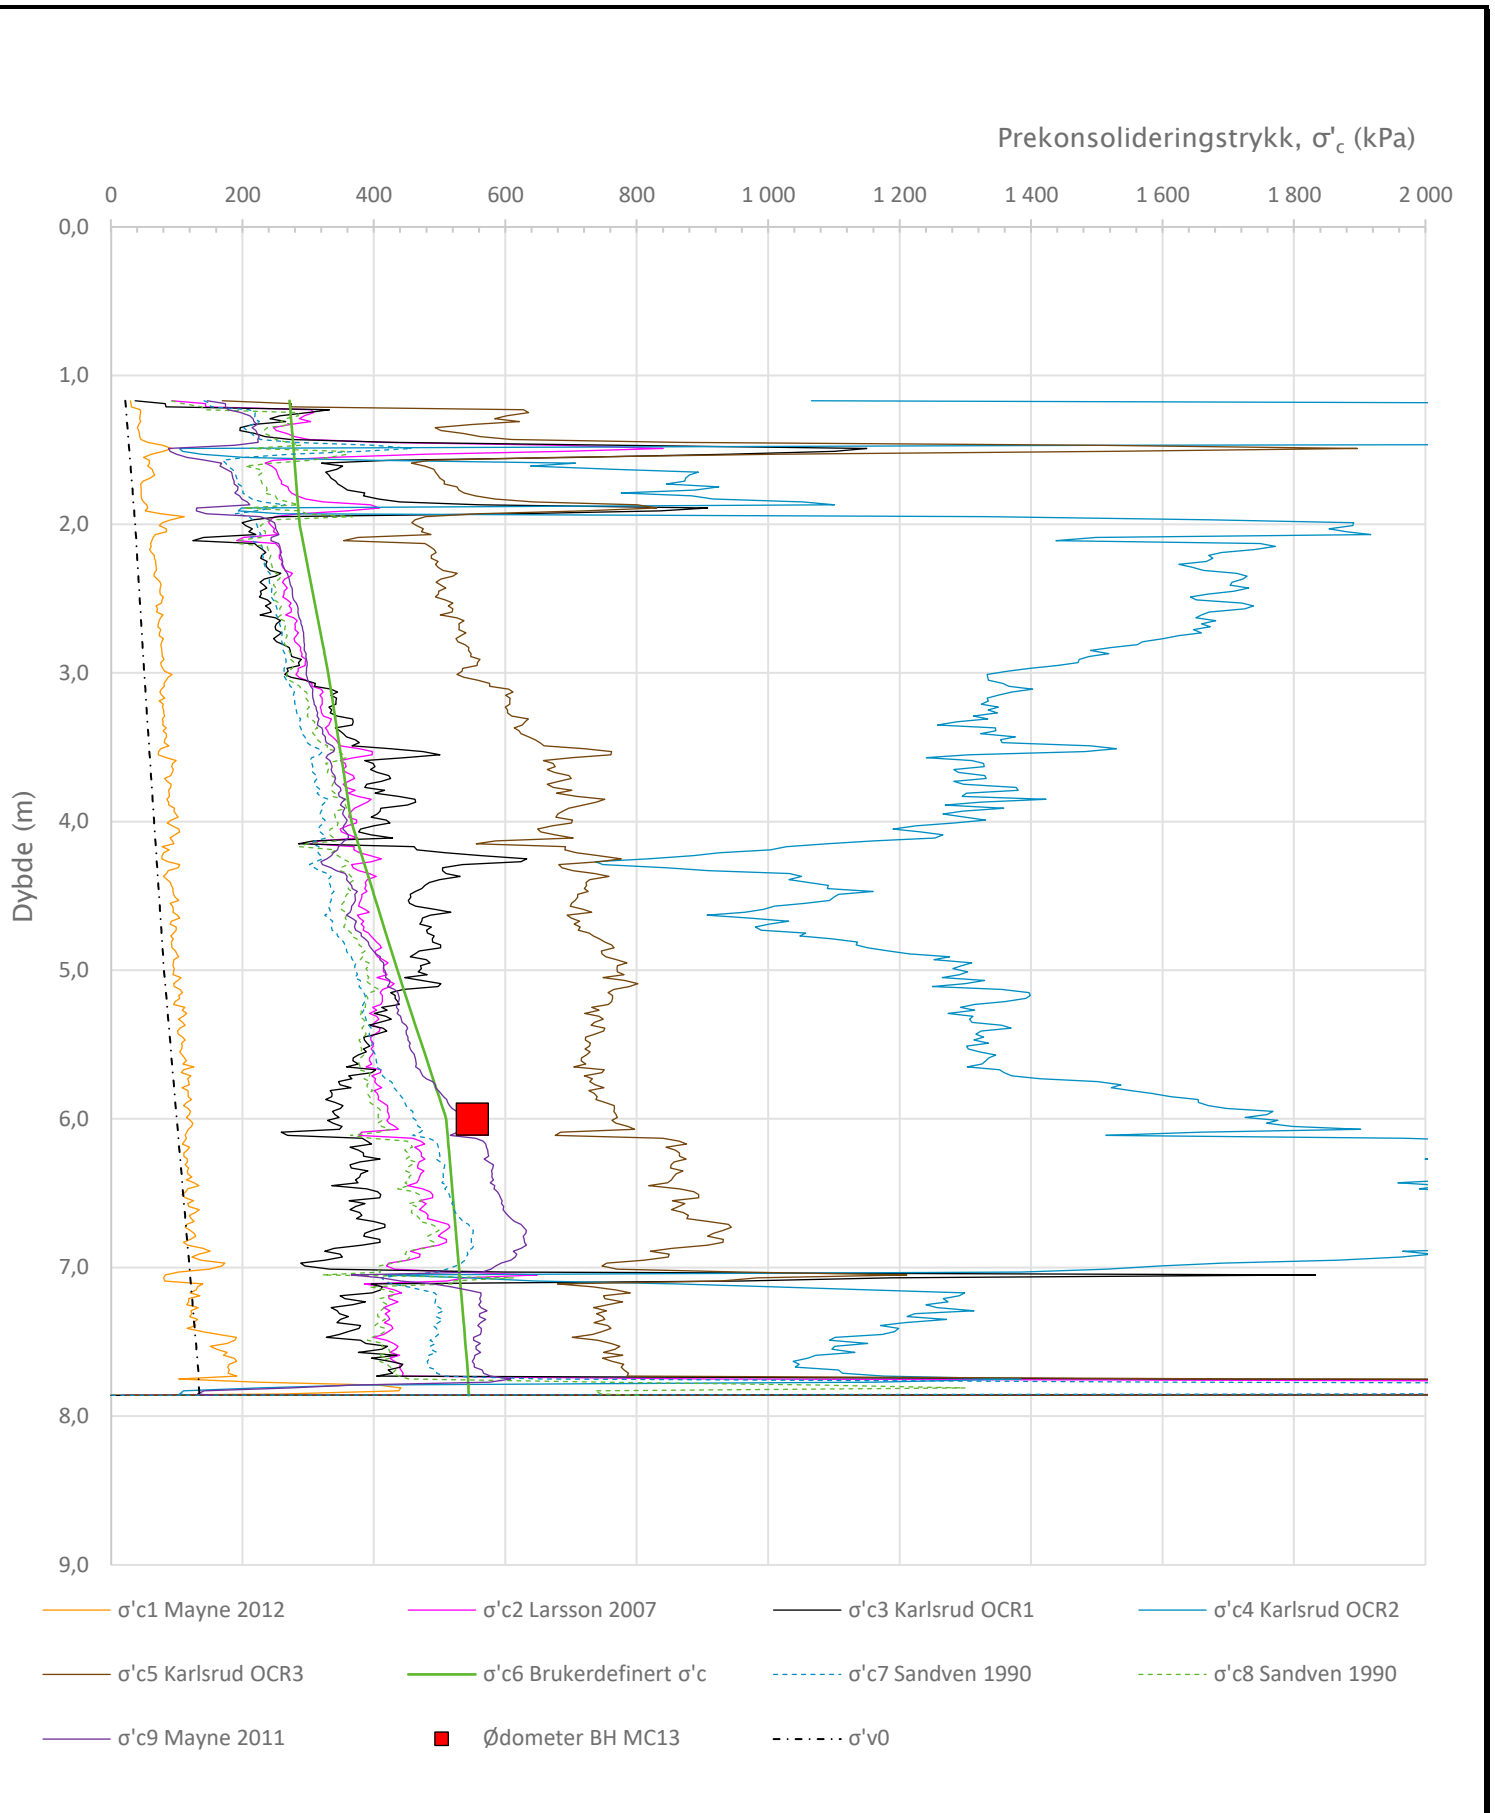 Prekonsolideringstrykk, σ'c (kPa)
0 200 400 600 800 1 000 1 200 1 400 1 600 1 800 2 000
0,0
1,0
2,0
3,0
4,0
Dybde (m)
5,0
6,0
7,0
8,0
9,0
σ'c1 Mayne 2012 σ'c2 Larsson 2007 σ'c3 Karlsrud OCR1 σ'c4 Karlsrud OCR2
σ'c5 Karlsrud OCR3 σ'c6 Brukerdefinert σ'c σ'c7 Sandven 1990 σ'c8 Sandven 1990
σ'c9 Mayne 2011 Ødometer BH MC13 σ'v0